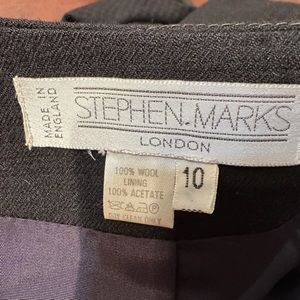 MADE IN
ENGLAND
STEPHEN MARKS
LONDON
100% WOOL
LINING
100% ACETATE
DRY CLEAN ONLY
10